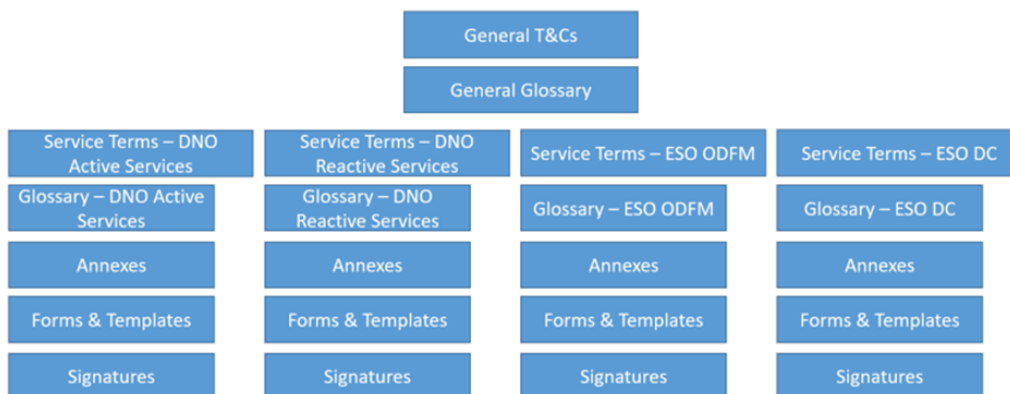 General T&Cs
General Glossary
Service Terms – DNO
Active Services
Service Terms – DNO
Reactive Services
Service Terms – ESO ODFM
Service Terms – ESO DC
Glossary – DNO Active
Services
Glossary – DNO
Reactive Services
Glossary – ESO ODFM
Glossary – ESO DC
Annexes
Annexes
Annexes
Annexes
Forms & Templates
Forms & Templates
Forms & Templates
Forms & Templates
Signatures
Signatures
Signatures
Signatures